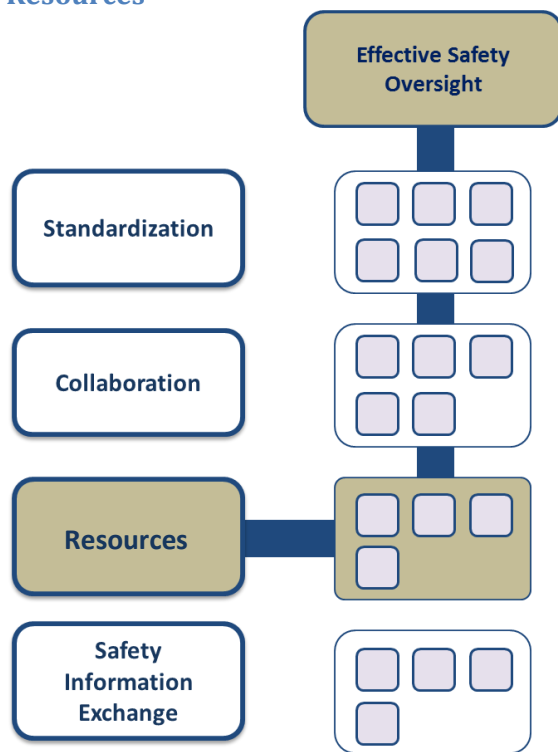 Resources
Effective Safety
Oversight
Standardization
Collaboration
Resources
Safety
Information
Exchange